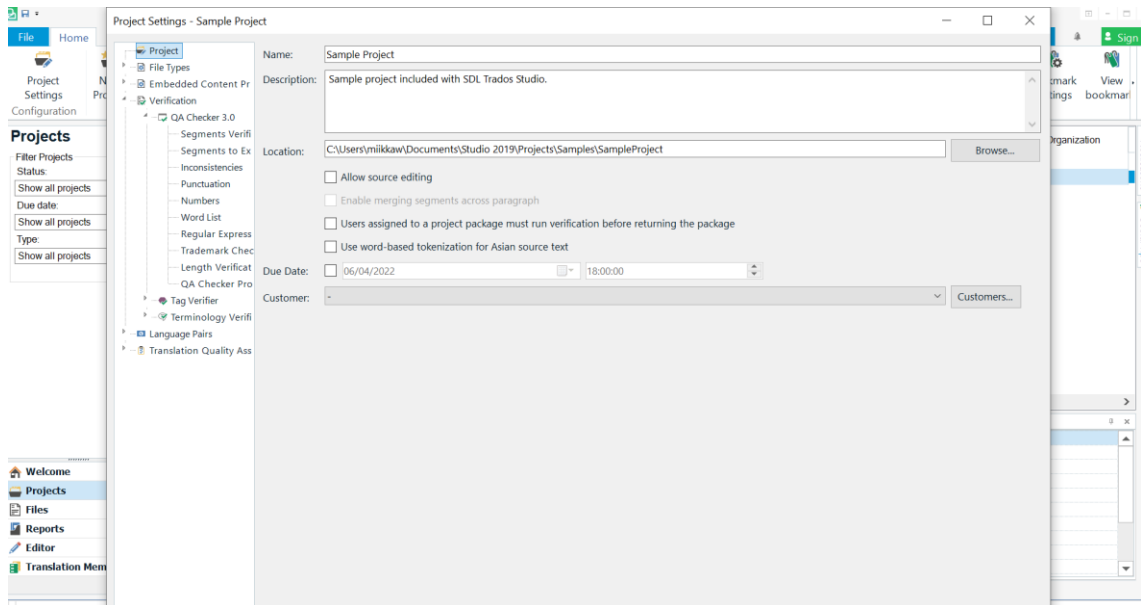 Project Settings - Sample Project
File
Home
Sign
Project
Settings
Configuration
N
Pro
mark
tings
View
bookmar
Projects
Filter Projects
Status:
Show all projects
Due date:
Show all projects
Type:
Show all projects
Welcome
Projects
Files
Reports
Editor
Translation Mem
Project
File Types
Embedded Content Pr
Verification
QA Checker 3.0
Segments Verifi
Segments to Ex
Inconsistencies
Punctuation
Numbers
Word List
Regular Express
Trademark Chec
Length Verificat
QA Checker Pro
Tag Verifier
Terminology Verifi
Language Pairs
Translation Quality Ass
Name:
Sample Project
Description:
Sample project included with SDL Trados Studio.
Location:
C:\Users\miikkaw\Documents\Studio 2019\Projects\Samples\SampleProject
Browse...
Allow source editing
Enable merging segments across paragraph
Users assigned to a project package must run verification before returning the package
Use word-based tokenization for Asian source text
Due Date:
06/04/2022
18:00:00
Customer:
-
Customers...
Organization